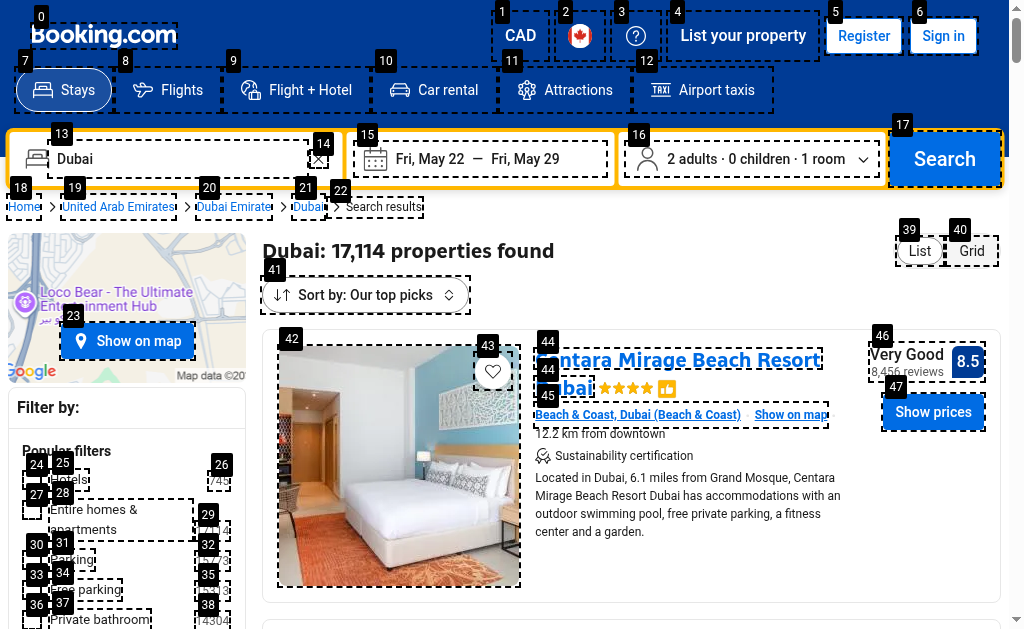 Booking.com
CAD
List your property
Register
Sign in
Stays
Flights
Flight + Hotel
Car rental
Attractions
Airport taxis
Dubai
Fri, May 22 — Fri, May 29
2 adults · 0 children · 1 room
Search
Home
United Arab Emirates
Dubai Emirate
Dubai
Search results
Dubai: 17,114 properties found
List
Grid
Sort by: Our top picks
Loco Bear - The Ultimate
Entertainment Hub
Show on map
Google
Map data ©20
Filter by:
Popular filters
Hotels
745
Entire homes &
apartments
17114
Parking
15773
Free parking
15313
Private bathroom
14304
Centara Mirage Beach Resort
Dubai
Beach & Coast, Dubai (Beach & Coast)
Show on map
12.2 km from downtown
Sustainability certification
Located in Dubai, 6.1 miles from Grand Mosque, Centara
Mirage Beach Resort Dubai has accommodations with an
outdoor swimming pool, free private parking, a fitness
center and a garden.
Very Good
8,456 reviews
8.5
Show prices
0
1
2
3
4
5
6
7
8
9
10
11
12
13
14
15
16
17
18
19
20
21
22
23
24
25
26
27
28
29
30
31
32
33
34
35
36
37
38
39
40
41
42
43
44
44
45
46
47